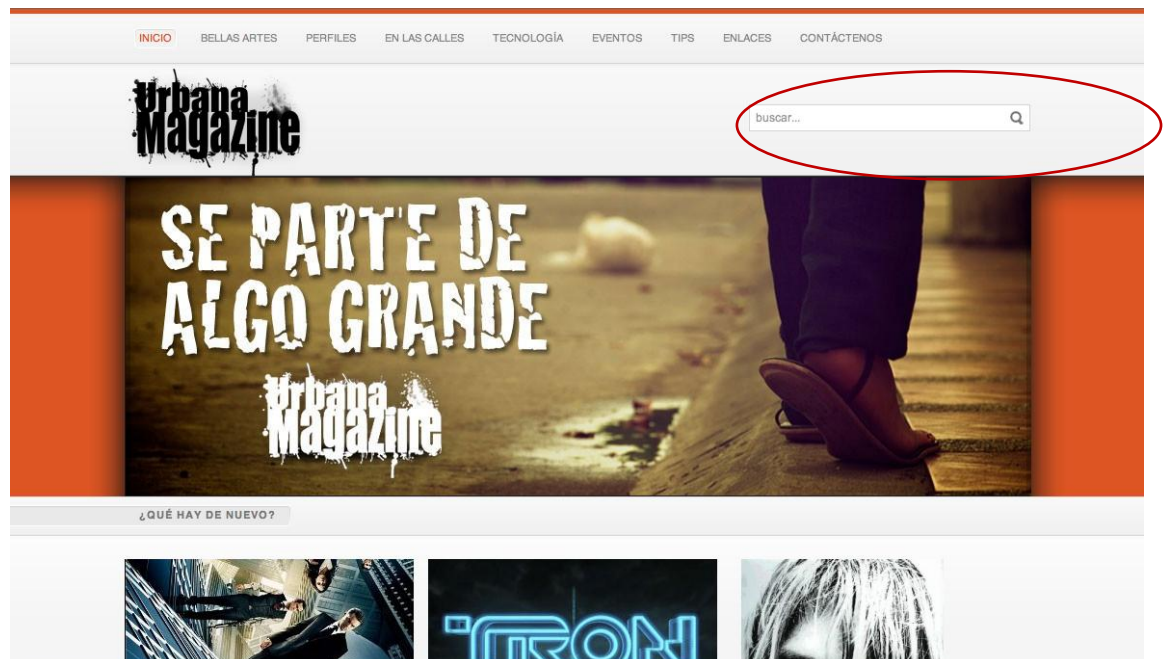 INICIO BELLAS ARTES PERFILES EN LAS CALLES TECNOLOGÍA EVENTOS TIPS ENLACES CONTÁCTENOS
Urbana
Magazine
buscar...
SE PARTE DE
ALGO GRANDE
Urbana
Magazine
¿QUÉ HAY DE NUEVO?
TRON